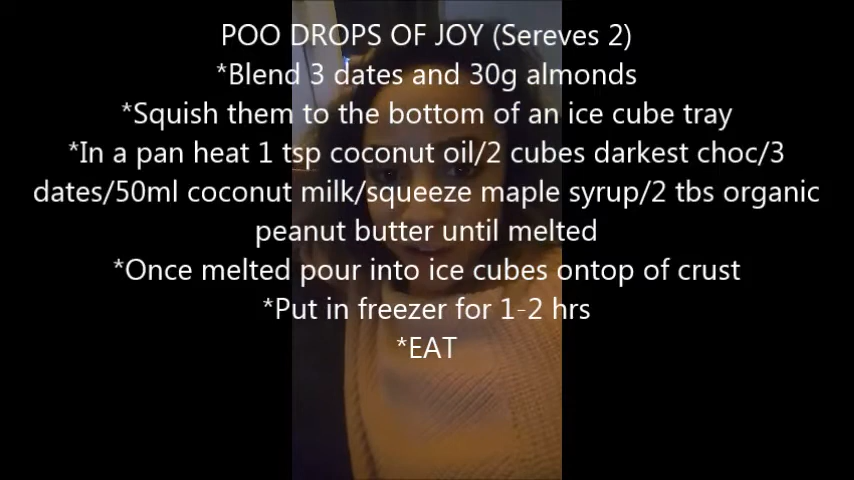 POO DROPS OF JOY (Sereves 2)
*Blend 3 dates and 30g almonds
*Squish them to the bottom of an ice cube tray
*In a pan heat 1 tsp coconut oil/2 cubes darkest choc/3
dates/50ml coconut milk/squeeze maple syrup/2 tbs organic
peanut butter until melted
*Once melted pour into ice cubes ontop of crust
*Put in freezer for 1-2 hrs
*EAT